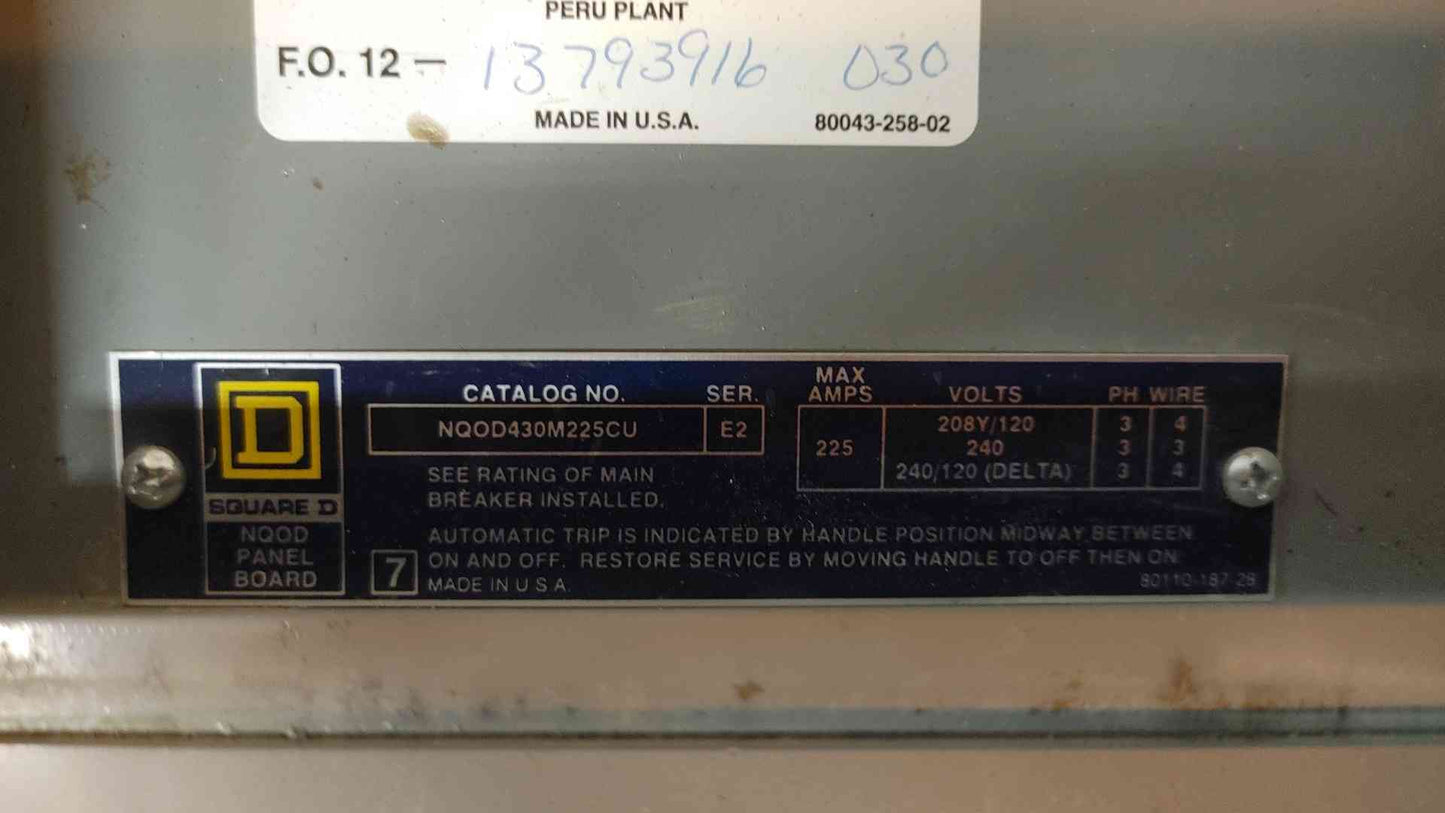 PERU PLANT
F.O. 12 – 13793916 030
MADE IN U.S.A. 80043-258-02
D
SQUARE D
NQOD
PANEL
BOARD
CATALOG NO. SER.
NQOD430M225CU E2
SEE RATING OF MAIN
BREAKER INSTALLED.
MAX
AMPS VOLTS PH WIRE
225
208Y/120 3 4
240 3 3
240/120 (DELTA) 3 4
AUTOMATIC TRIP IS INDICATED BY HANDLE POSITION MIDWAY BETWEEN
ON AND OFF. RESTORE SERVICE BY MOVING HANDLE TO OFF THEN ON
7 MADE IN U S A. 80110-187-28